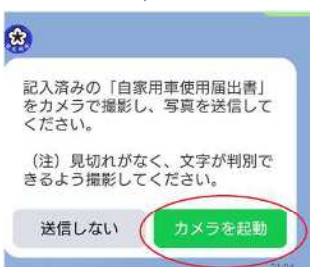 記入済みの「自家用車使用届出書」
をカメラで撮影し、写真を送信して
ください。
（注）見切れがなく、文字が判別で
きるよう撮影してください。
送信しない
カメラを起動